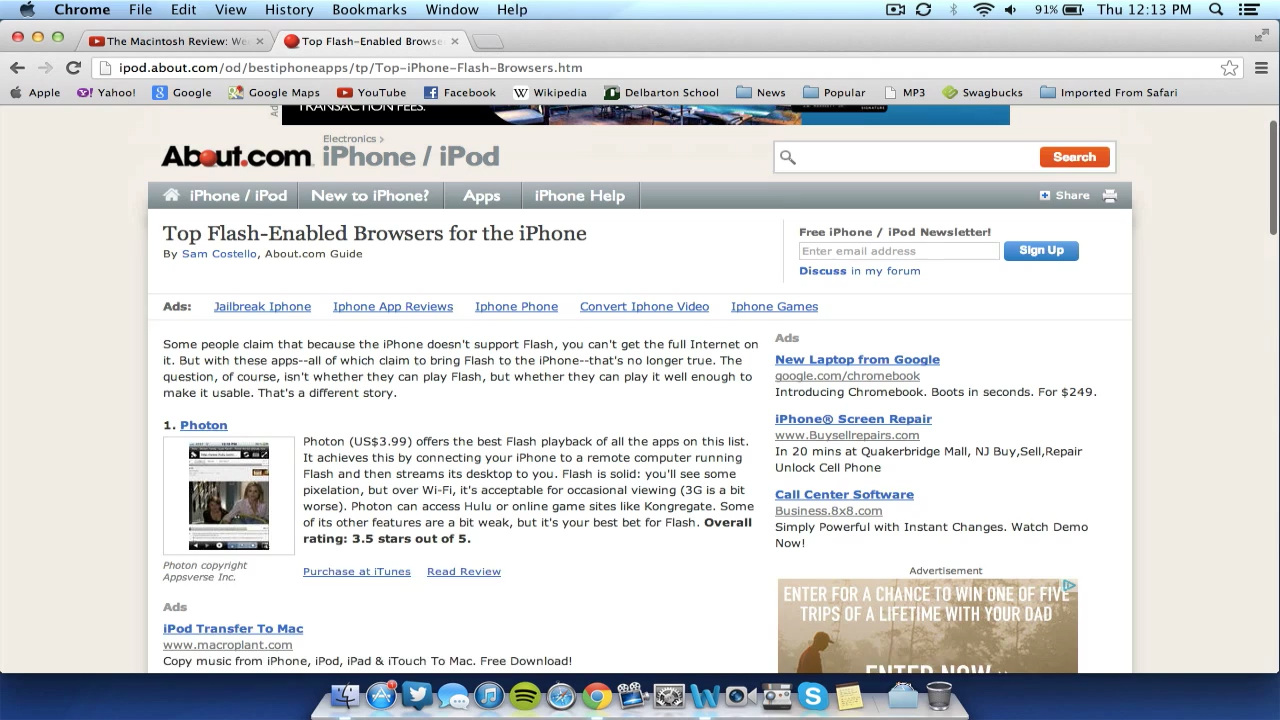 Chrome File Edit View History Bookmarks Window Help 91% Thu 12:13 PM
The Macintosh Review: We Top Flash-Enabled Browse
ipod.about.com/od/bestiphoneapps/tp/Top-iPhone-Flash-Browsers.htm
Apple Yahoo! Google Google Maps YouTube Facebook Wikipedia Delbarton School News Popular MP3 Swagbucks Imported From Safari
Ad TRANSACTION FEES.
Electronics >
About.com iPhone / iPod
Search
iPhone / iPod New to iPhone? Apps iPhone Help Share
Top Flash-Enabled Browsers for the iPhone
By Sam Costello, About.com Guide
Free iPhone / iPod Newsletter!
Enter email address Sign Up
Discuss in my forum
Ads: Jailbreak Iphone Iphone App Reviews Iphone Phone Convert Iphone Video Iphone Games
Some people claim that because the iPhone doesn't support Flash, you can't get the full Internet on
it. But with these apps--all of which claim to bring Flash to the iPhone--that's no longer true. The
question, of course, isn't whether they can play Flash, but whether they can play it well enough to
make it usable. That's a different story.
1. Photon
Photon (US$3.99) offers the best Flash playback of all the apps on this list.
It achieves this by connecting your iPhone to a remote computer running
Flash and then streams its desktop to you. Flash is solid: you'll see some
pixelation, but over Wi-Fi, it's acceptable for occasional viewing (3G is a bit
worse). Photon can access Hulu or online game sites like Kongregate. Some
of its other features are a bit weak, but it's your best bet for Flash. Overall
rating: 3.5 stars out of 5.
Photon copyright
Appsverse Inc.
Purchase at iTunes Read Review
Ads
iPod Transfer To Mac
www.macroplant.com
Copy music from iPhone, iPod, iPad & iTouch To Mac. Free Download!
Ads
New Laptop from Google
google.com/chromebook
Introducing Chromebook. Boots in seconds. For $249.
iPhone® Screen Repair
www.Buysellrepairs.com
In 20 mins at Quakerbridge Mall, NJ Buy,Sell,Repair
Unlock Cell Phone
Call Center Software
Business.8x8.com
Simply Powerful with Instant Changes. Watch Demo
Now!
Advertisement
ENTER FOR A CHANCE TO WIN ONE OF FIVE
TRIPS OF A LIFETIME WITH YOUR DAD
ENTER NOW